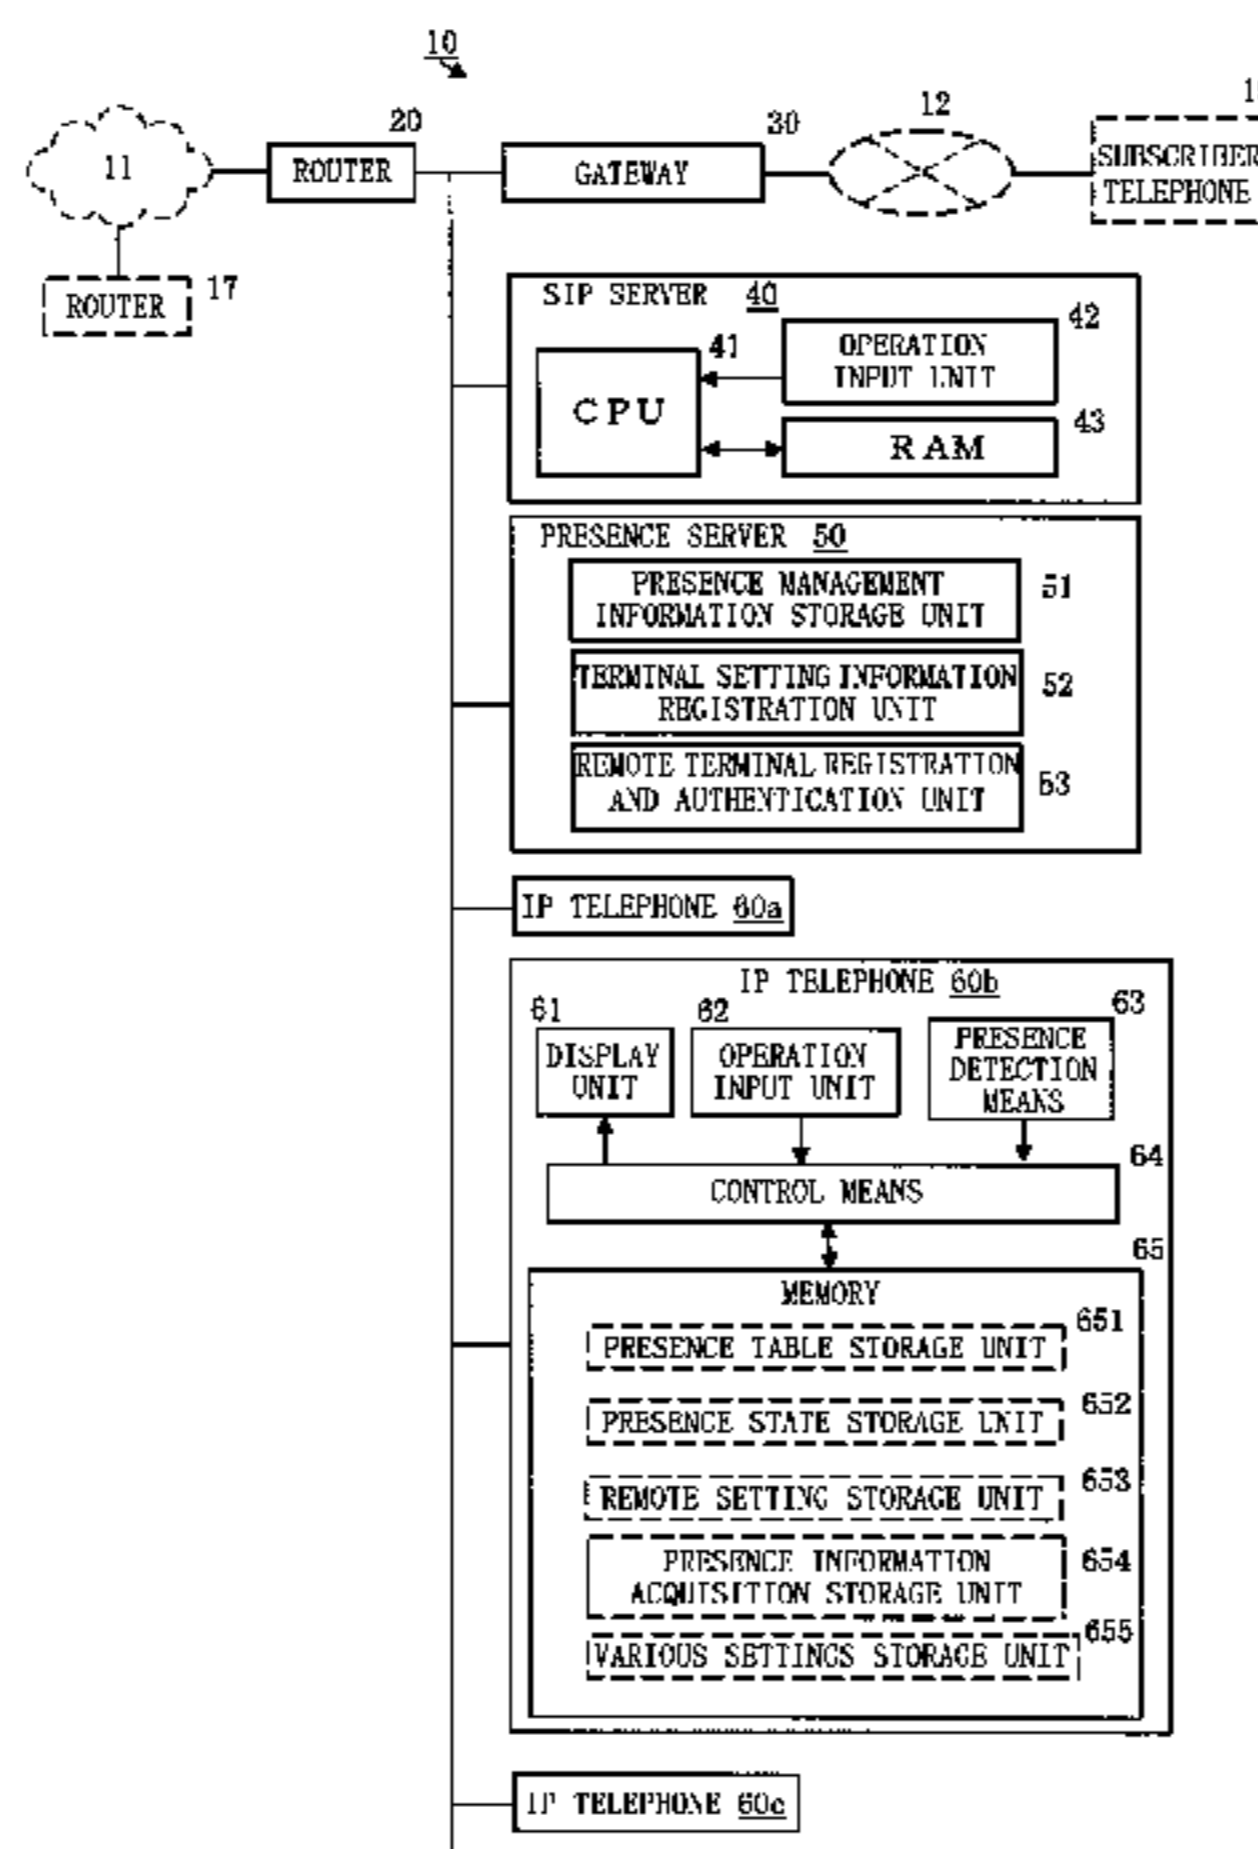 10
11
ROUTER
20
GATEWAY
30
12
SUBSCRIBER
TELEPHONE
ROUTER
17
SIP SERVER 40
CPU
41
OPERATION
INPUT UNIT
42
RAM
43
PRESENCE SERVER 50
PRESENCE MANAGEMENT
INFORMATION STORAGE UNIT
51
TERMINAL SETTING INFORMATION
REGISTRATION UNIT
52
REMOTE TERMINAL REGISTRATION
AND AUTHENTICATION UNIT
53
IP TELEPHONE 60a
IP TELEPHONE 60b
61
DISPLAY
UNIT
62
OPERATION
INPUT UNIT
63
PRESENCE
DETECTION
MEANS
64
CONTROL MEANS
65
MEMORY
651
PRESENCE TABLE STORAGE UNIT
652
PRESENCE STATE STORAGE UNIT
653
REMOTE SETTING STORAGE UNIT
654
PRESENCE INFORMATION
ACQUISITION STORAGE UNIT
655
VARIOUS SETTINGS STORAGE UNIT
IP TELEPHONE 60c